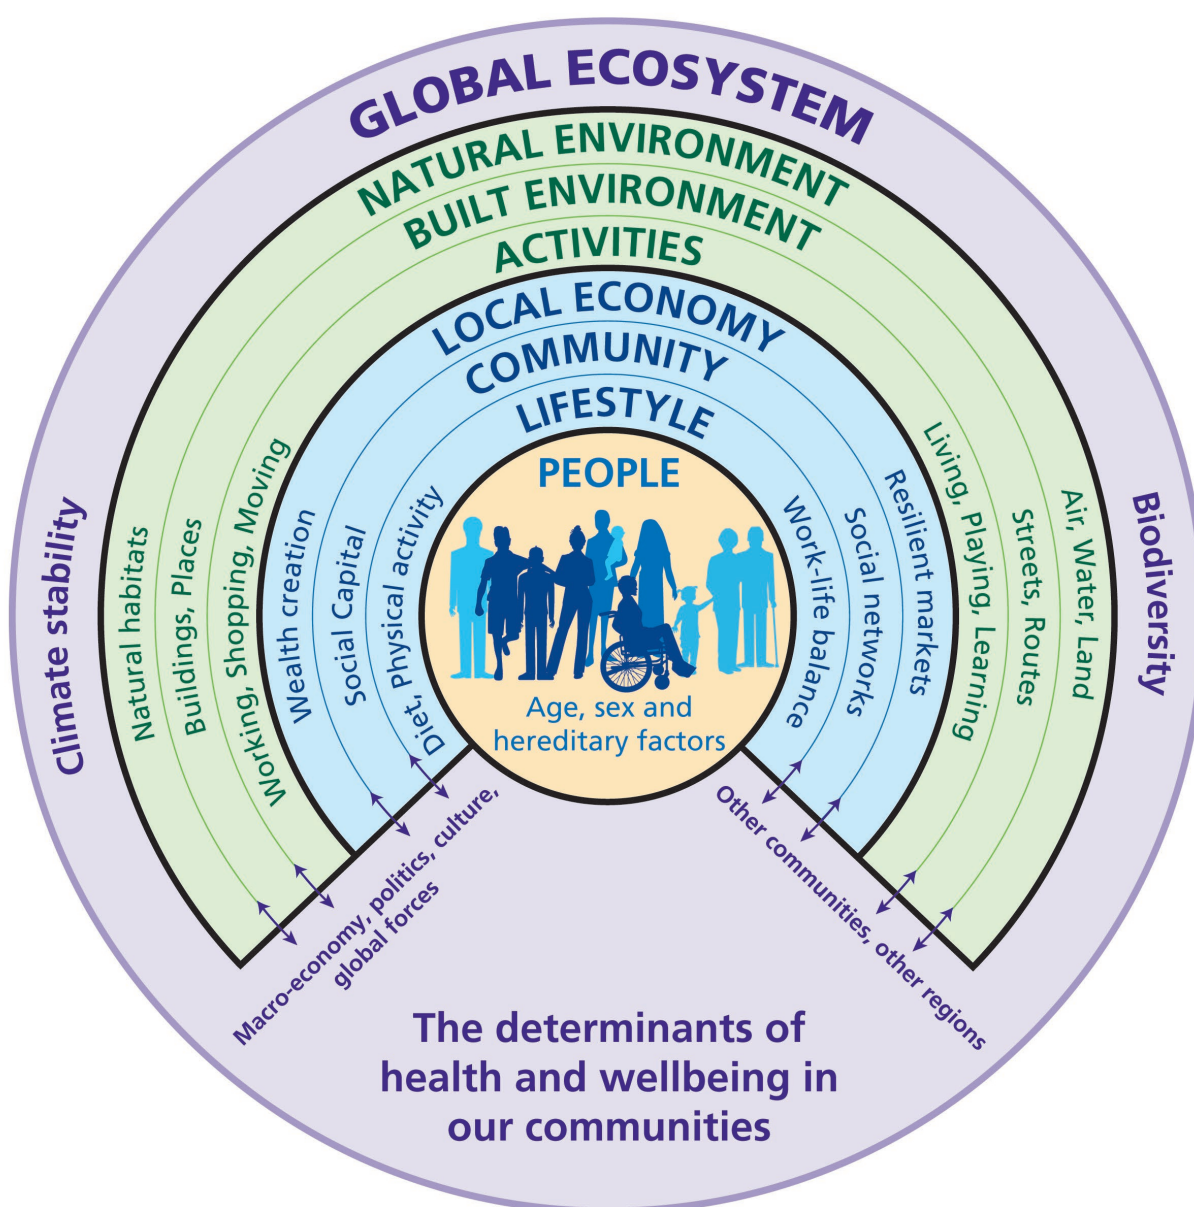 GLOBAL ECOSYSTEM
NATURAL ENVIRONMENT
BUILT ENVIRONMENT
ACTIVITIES
LOCAL ECONOMY
COMMUNITY
LIFESTYLE
PEOPLE
Age, sex and
hereditary factors
Climate stability
Natural habitats
Buildings, Places
Working, Shopping, Moving
Wealth creation
Social Capital
Diet, Physical activity
Work-life balance
Social networks
Resilient markets
Living, Playing, Learning
Streets, Routes
Air, Water, Land
Biodiversity
Macro-economy, politics, culture,
global forces
Other communities, other regions
The determinants of
health and wellbeing in
our communities